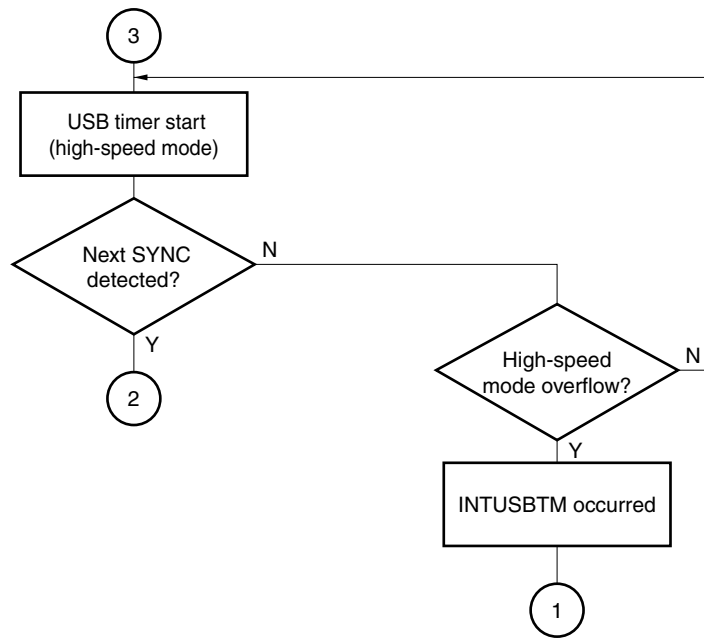 3
USB timer start
(high-speed mode)
Next SYNC
detected?
N
Y
2
High-speed
mode overflow?
N
Y
INTUSBTM occurred
1